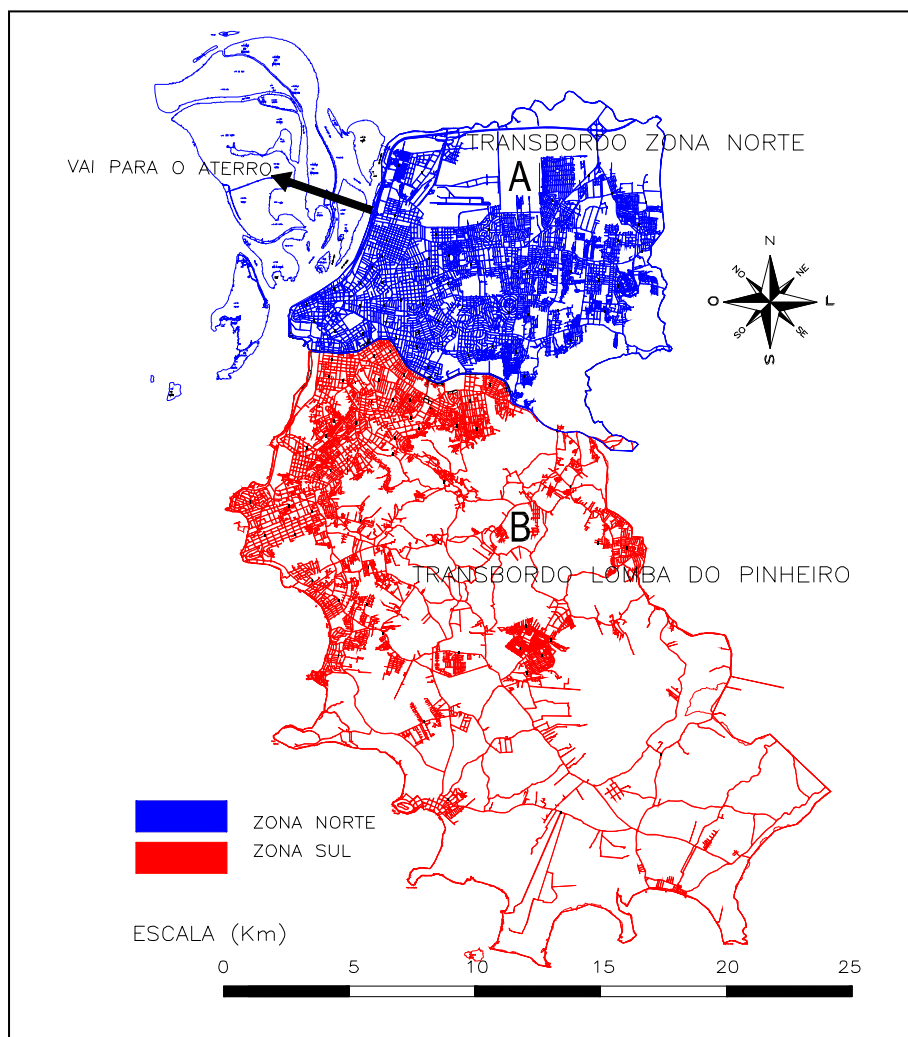 TRANSBORDO ZONA NORTE
VAI PARA O ATERRO
A
N
NO
NE
O
L
SO
SE
S
B
TRANSBORDO LOMBA DO PINHEIRO
ZONA NORTE
ZONA SUL
ESCALA (Km)
0 5 10 15 20 25